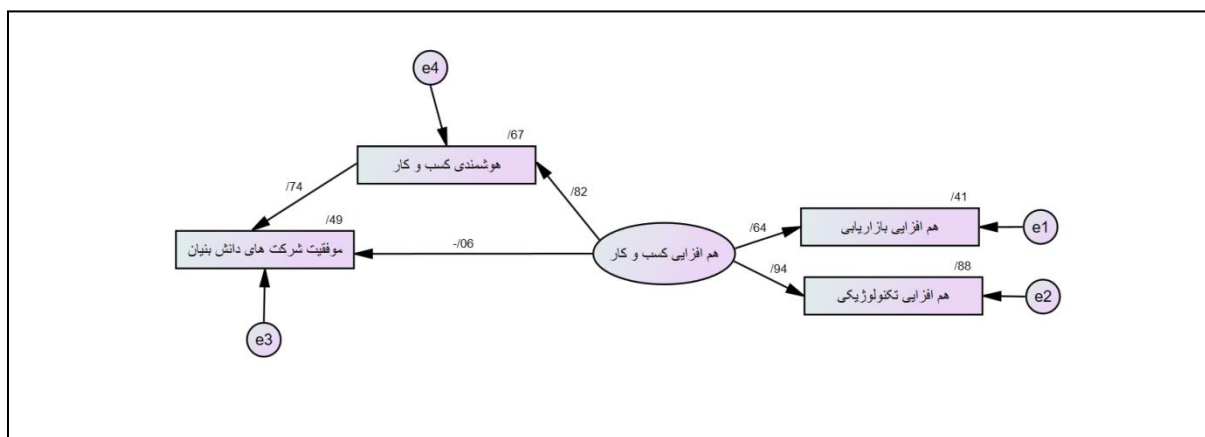 e4
/67
هوشمندی کسب و کار
/74
/82
/49
موفقیت شرکت های دانش بنیان
-/06
هم افزایی کسب و کار
/64
/41
هم افزایی بازاریابی
e1
/94
/88
هم افزایی تکنولوژیکی
e2
e3